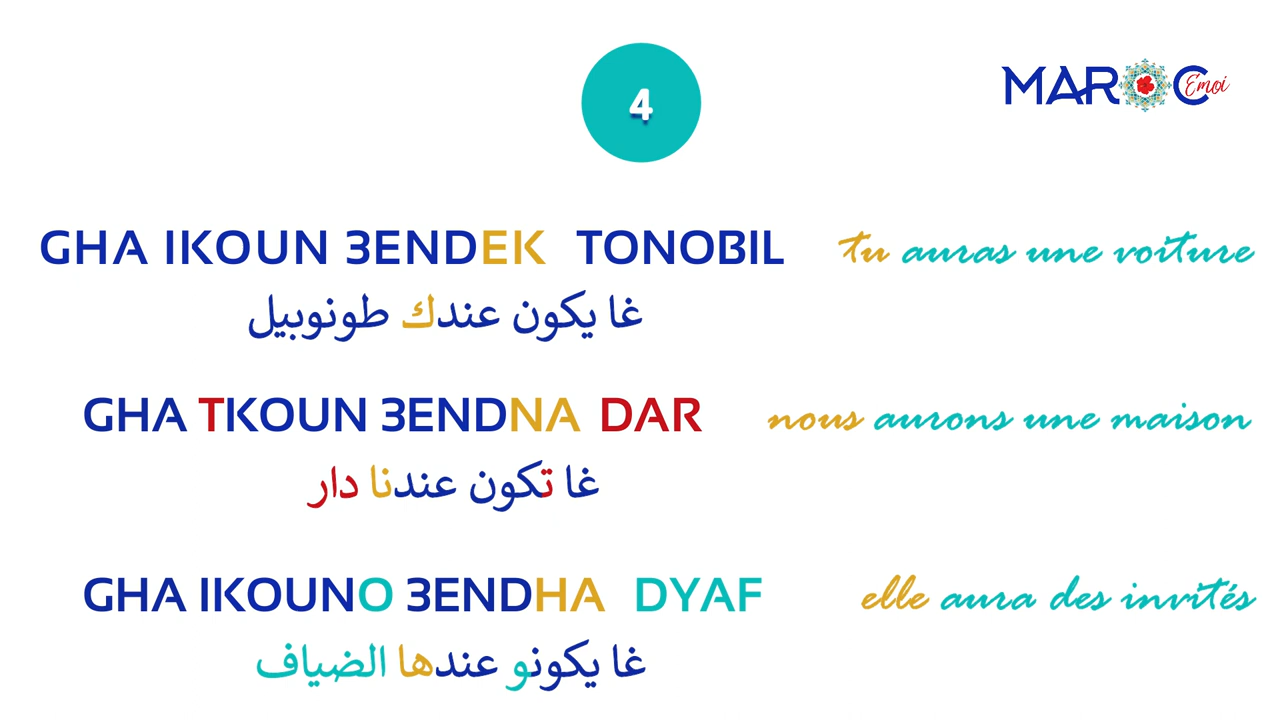 4
MAROC Emoi
GHA IKOUN 3ENDEK TONOBIL tu auras une voiture
غا يكون عندك طونوبيل
GHA TKOUN 3ENDNA DAR nous aurons une maison
غا تكون عندنا دار
GHA IKOUNO 3ENDHA DYAF elle aura des invités
غا يكونو عندها الضياف